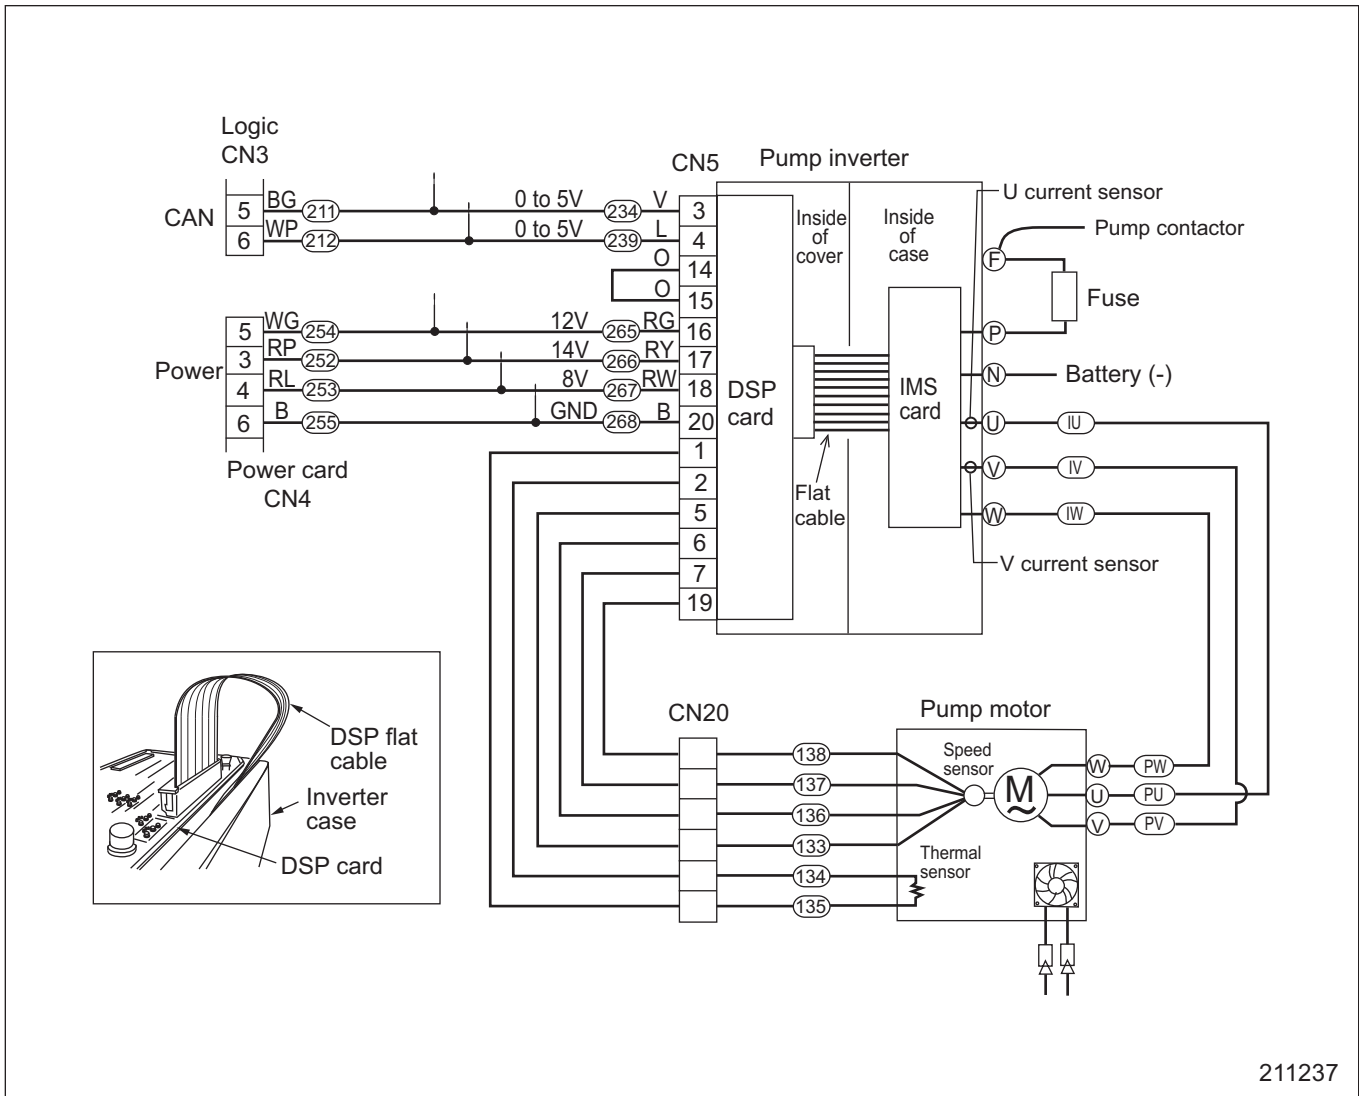 Logic
CN3
CN5
Pump inverter
CAN
5 BG 211 0 to 5V 234 V 3
6 WP 212 0 to 5V 239 L 4
O 14
O 15
Power
5 WG 254 12V 265 RG 16
3 RP 252 14V 266 RY 17
4 RL 253 8V 267 RW 18
6 B 255 GND 268 B 20
1
2
5
6
7
19
Power card
CN4
DSP
card
Inside
of
cover
Inside
of
case
Flat
cable
IMS
card
U current sensor
Pump contactor
F
Fuse
P
N Battery (-)
U IU
V IV
W IW
V current sensor
DSP flat
cable
Inverter
case
DSP card
CN20
Pump motor
138
137
136
133
134
135
Speed
sensor
M
Thermal
sensor
W PW
U PU
V PV
211237